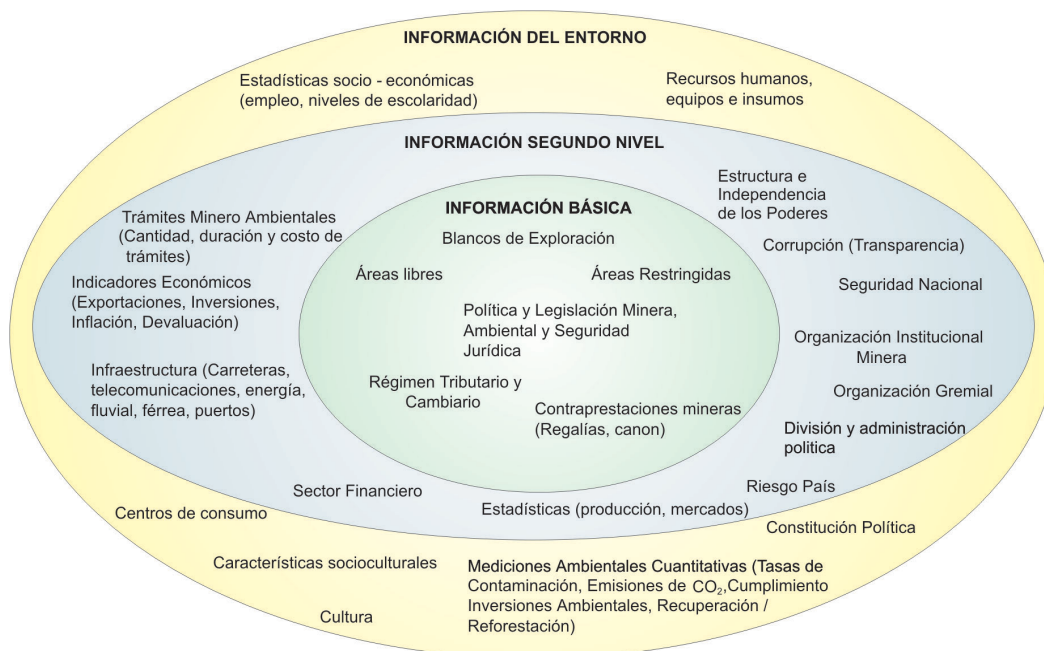 INFORMACIÓN DEL ENTORNO
Estadísticas socio - económicas
(empleo, niveles de escolaridad)
Recursos humanos,
equipos e insumos
INFORMACIÓN SEGUNDO NIVEL
Estructura e
Independencia
de los Poderes
Trámites Minero Ambientales
(Cantidad, duración y costo de
trámites)
Corrupción (Transparencia)
Indicadores Económicos
(Exportaciones, Inversiones,
Inflación, Devaluación)
Seguridad Nacional
Organización Institucional
Minera
Infraestructura (Carreteras,
telecomunicaciones, energía,
fluvial, férrea, puertos)
Organización Gremial
División y administración
politica
Sector Financiero
Estadísticas (producción, mercados)
Riesgo País
INFORMACIÓN BÁSICA
Blancos de Exploración
Áreas libres
Áreas Restringidas
Política y Legislación Minera,
Ambiental y Seguridad
Jurídica
Régimen Tributario y
Cambiario
Contraprestaciones mineras
(Regalías, canon)
Centros de consumo
Constitución Política
Características socioculturales
Mediciones Ambientales Cuantitativas (Tasas de
Contaminación, Emisiones de CO₂,Cumplimiento
Inversiones Ambientales, Recuperación /
Reforestación)
Cultura